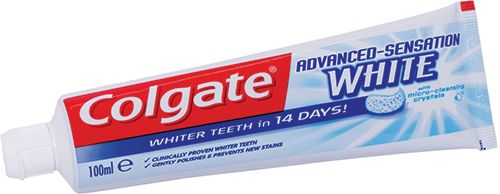 Colgate®
ADVANCED-SENSATION
WHITE
with
micro-cleansing
crystals
WHITER TEETH in 14 DAYS!
100ml e
✓ CLINICALLY PROVEN WHITER TEETH
✓ GENTLY POLISHES & PREVENTS NEW STAINS